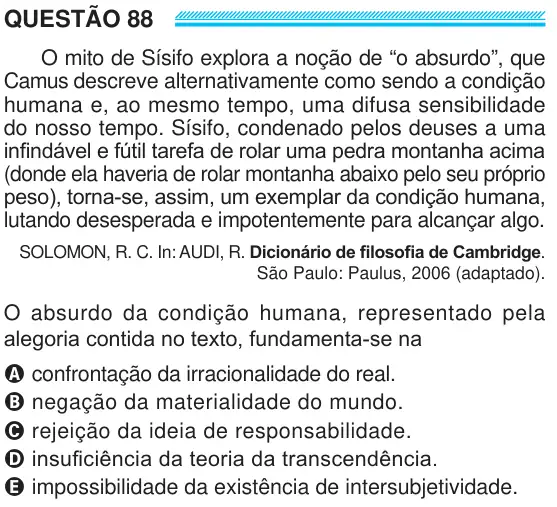 QUESTÃO 88
O mito de Sísifo explora a noção de “o absurdo”, que
Camus descreve alternativamente como sendo a condição
humana e, ao mesmo tempo, uma difusa sensibilidade
do nosso tempo. Sísifo, condenado pelos deuses a uma
infindável e fútil tarefa de rolar uma pedra montanha acima
(donde ela haveria de rolar montanha abaixo pelo seu próprio
peso), torna-se, assim, um exemplar da condição humana,
lutando desesperada e impotentemente para alcançar algo.
SOLOMON, R. C. In: AUDI, R. Dicionário de filosofia de Cambridge.
São Paulo: Paulus, 2006 (adaptado).
O absurdo da condição humana, representado pela
alegoria contida no texto, fundamenta-se na
A confrontação da irracionalidade do real.
B negação da materialidade do mundo.
C rejeição da ideia de responsabilidade.
D insuficiência da teoria da transcendência.
E impossibilidade da existência de intersubjetividade.